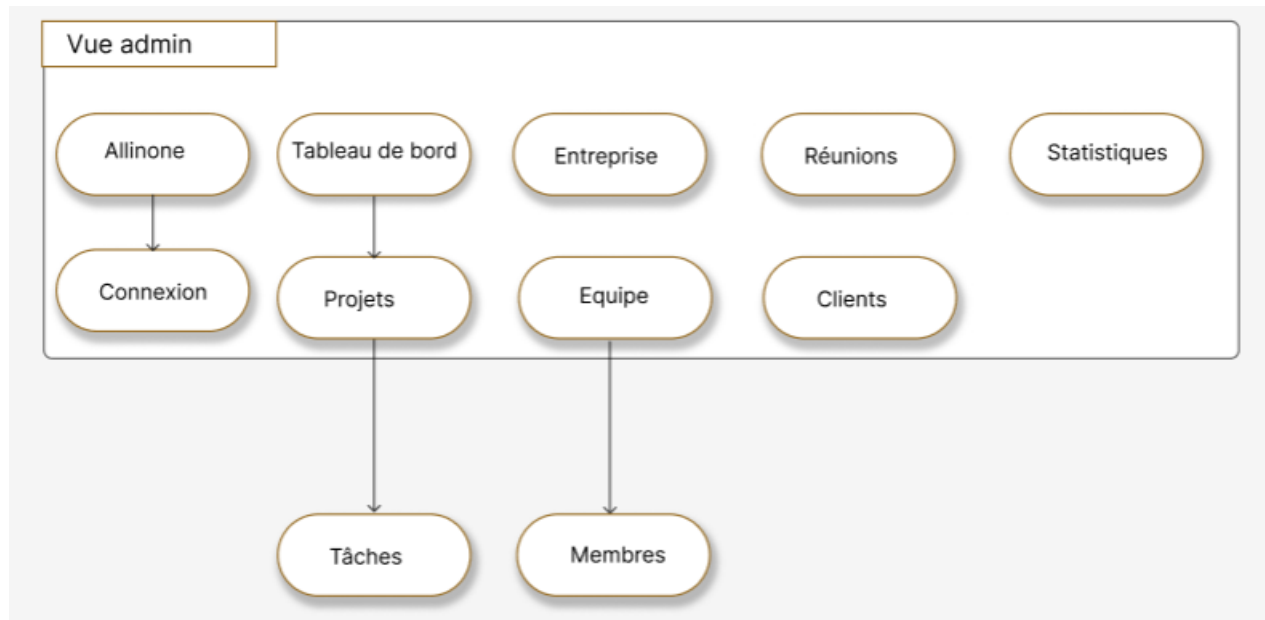 Vue admin
Allinone
Tableau de bord
Entreprise
Réunions
Statistiques
Connexion
Projets
Equipe
Clients
Tâches
Membres